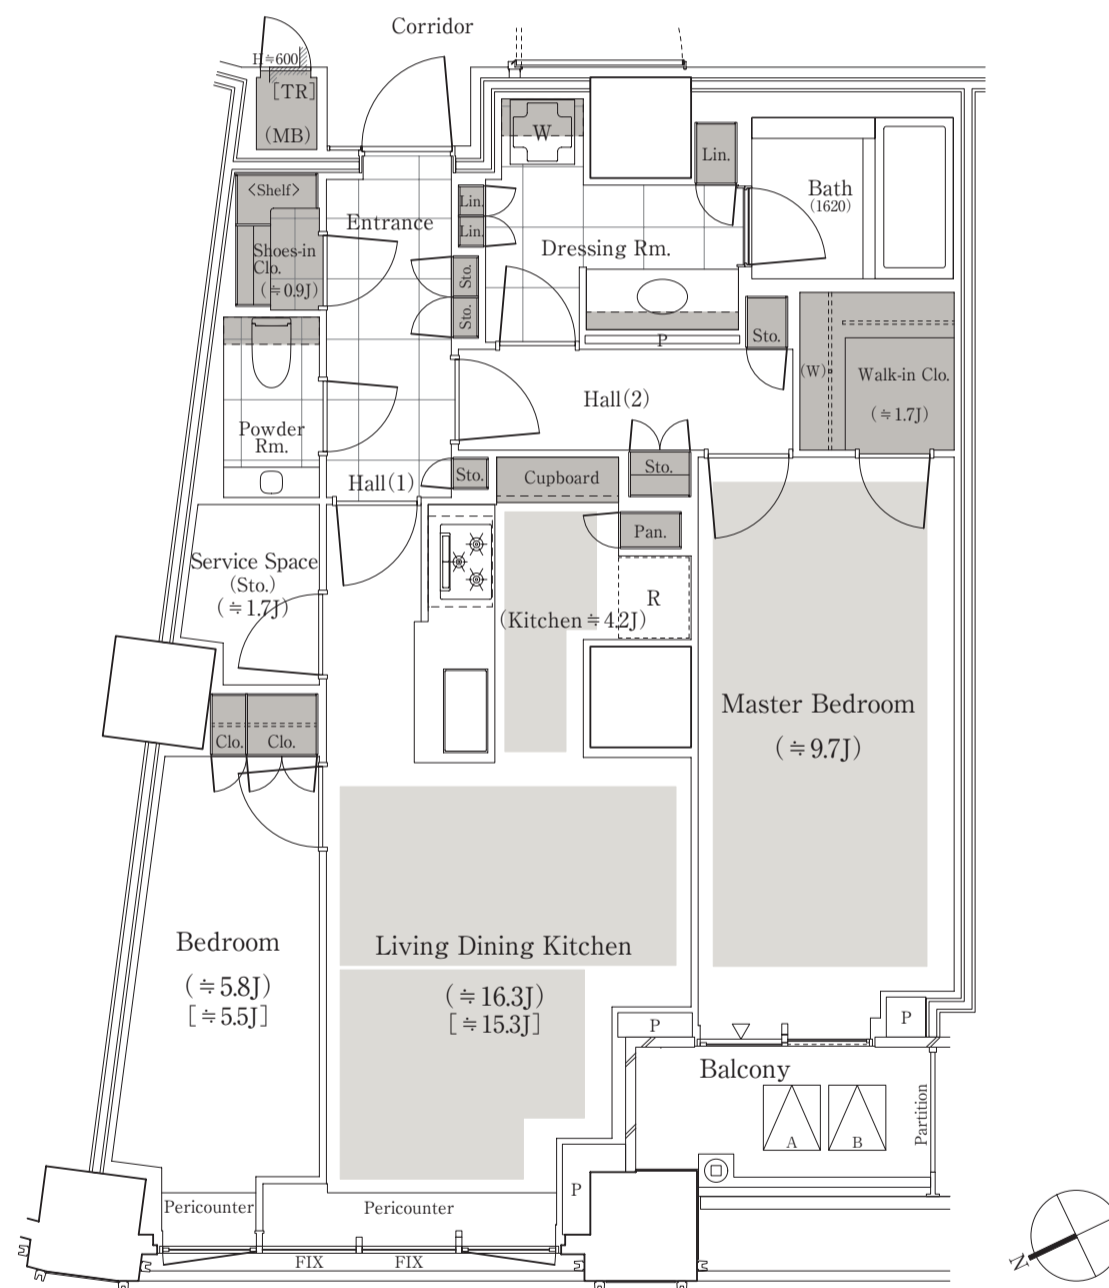 Corridor
H≒600
[TR]
(MB)
W
Lin.
Bath
(1620)
<Shelf>
Lin.
Lin.
Entrance
Shoes-in
Clo.
(≒0.9J)
Dressing Rm.
Sto.
Sto.
P
Sto.
(W)
Walk-in Clo.
(≒1.7J)
Hall(2)
Powder
Rm.
Hall(1)
Sto.
Cupboard
Sto.
Pan.
Service Space
(Sto.)
(≒1.7J)
R
(Kitchen≒4.2J)
Master Bedroom
(≒9.7J)
Clo.
Clo.
Bedroom
(≒5.8J)
[≒5.5J]
Living Dining Kitchen
(≒16.3J)
[≒15.3J]
P
P
Balcony
A
B
Partition
P
Pericounter
Pericounter
FIX
FIX
N